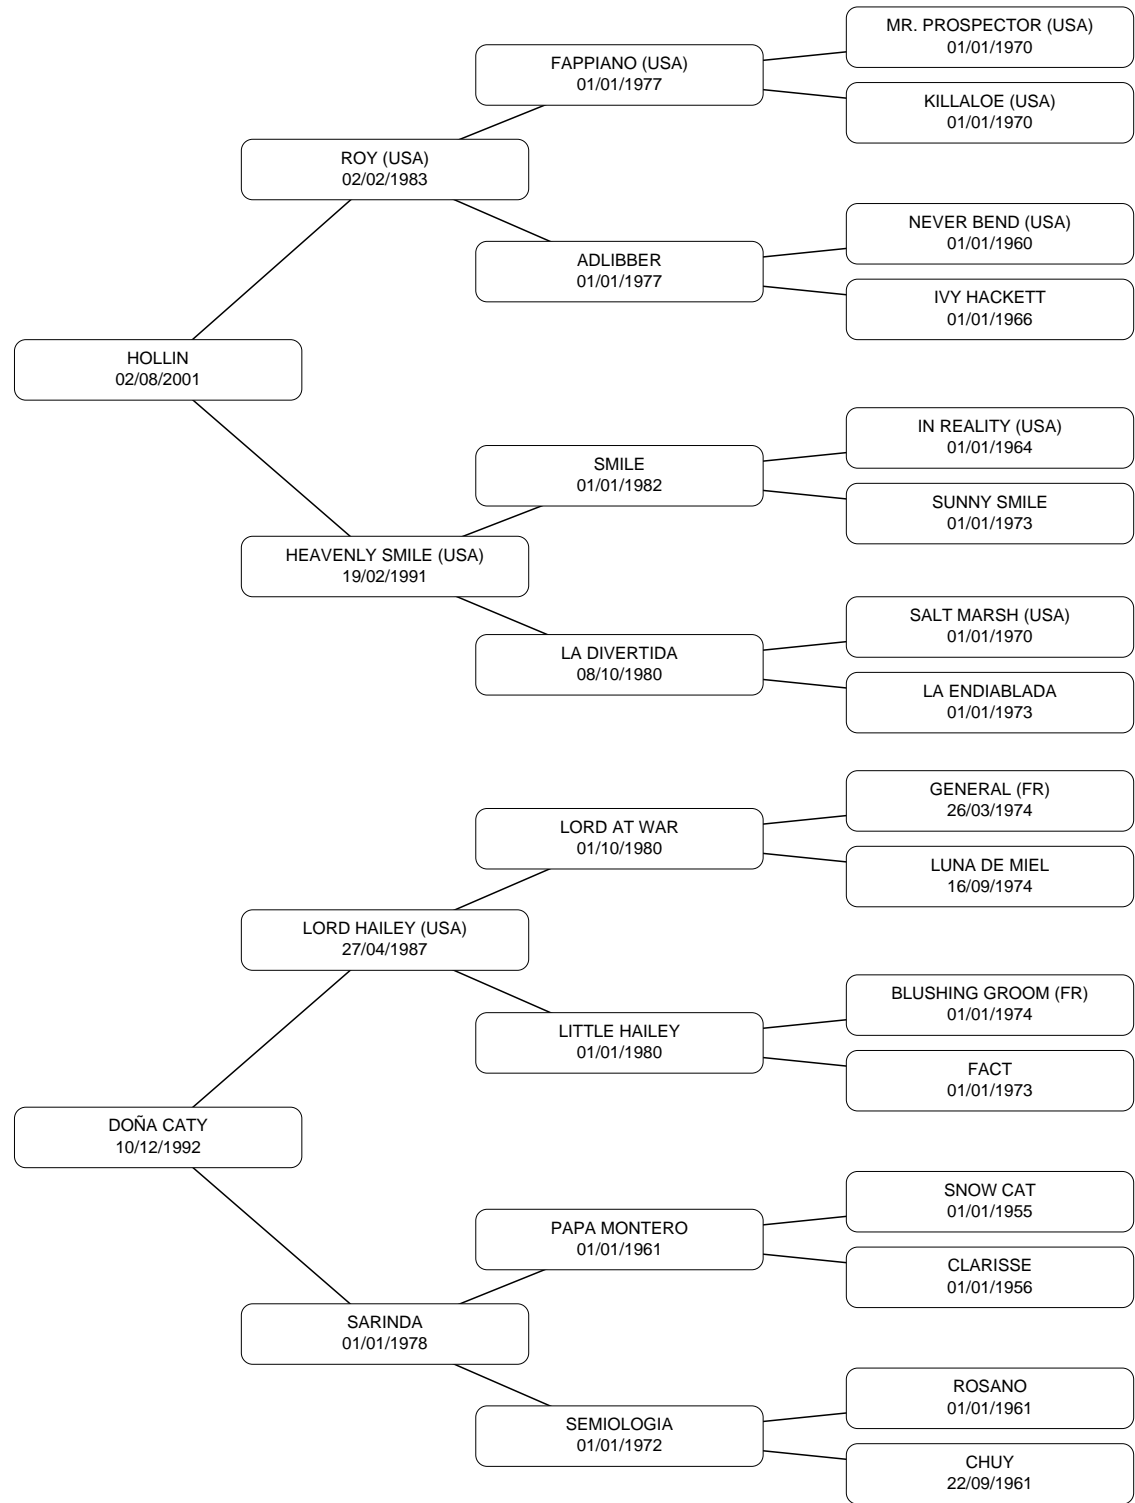 MR. PROSPECTOR (USA)
01/01/1970
FAPPIANO (USA)
01/01/1977
KILLALOE (USA)
01/01/1970
ROY (USA)
02/02/1983
NEVER BEND (USA)
01/01/1960
ADLIBBER
01/01/1977
IVY HACKETT
01/01/1966
HOLLIN
02/08/2001
IN REALITY (USA)
01/01/1964
SMILE
01/01/1982
SUNNY SMILE
01/01/1973
HEAVENLY SMILE (USA)
19/02/1991
SALT MARSH (USA)
01/01/1970
LA DIVERTIDA
08/10/1980
LA ENDIABLADA
01/01/1973
GENERAL (FR)
26/03/1974
LORD AT WAR
01/10/1980
LUNA DE MIEL
16/09/1974
LORD HAILEY (USA)
27/04/1987
BLUSHING GROOM (FR)
01/01/1974
LITTLE HAILEY
01/01/1980
FACT
01/01/1973
DOÑA CATY
10/12/1992
SNOW CAT
01/01/1955
PAPA MONTERO
01/01/1961
CLARISSE
01/01/1956
SARINDA
01/01/1978
ROSANO
01/01/1961
SEMIOLOGIA
01/01/1972
CHUY
22/09/1961